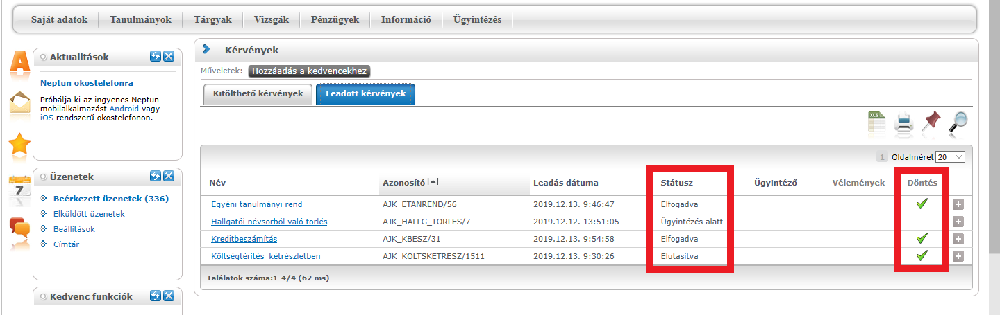 Saját adatok Tanulmányok Tárgyak Vizsgák Pénzügyek Információ Ügyintézés
Aktualitások
Neptun okostelefonra
Próbálja ki az ingyenes Neptun
mobilalkalmazást Android vagy
iOS rendszerű okostelefonon.
Üzenetek
Beérkezett üzenetek (336)
Elküldött üzenetek
Beállítások
Címtár
Kedvenc funkciók
Kérvények
Műveletek: Hozzáadás a kedvencekhez
Kitölthető kérvények Leadott kérvények
XLS
1 Oldalméret 20
Név Azonosító Leadás dátuma Státusz Ügyintéző Vélemények Döntés
Egyéni tanulmányi rend AJK_ETANREND/56 2019.12.13. 9:46:47 Elfogadva
Hallgatói névsorból való törlés AJK_HALLG_TORLES/7 2019.12.12. 13:51:05 Ügyintézés alatt
Kreditbeszámítás AJK_KBESZ/31 2019.12.13. 9:54:58 Elfogadva
Költségtérítés kétrészletben AJK_KOLTSKETRESZ/1511 2019.12.13. 9:30:26 Elutasítva
Találatok száma:1-4/4 (62 ms)
A
7